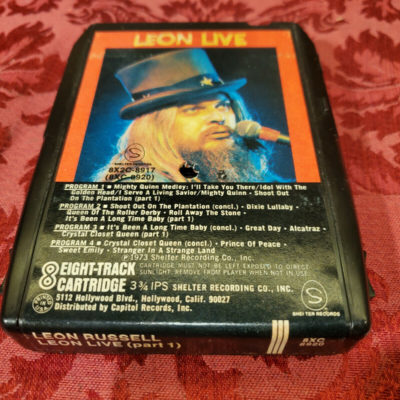 LEON LIVE
SHELTER RECORDS
8X2C-8917
(8XC-8920)
PROGRAM 1 • Mighty Quinn Medley: I'll Take You There/Idol With The
Golden Head/I Serve A Living Savior/Mighty Quinn • Shoot Out
On The Plantation (part 1)
PROGRAM 2 • Shoot Out On The Plantation (concl.) • Dixie Lullaby •
Queen Of The Roller Derby • Roll Away The Stone •
It's Been A Long Time Baby (part 1)
PROGRAM 3 • It's Been A Long Time Baby (concl.) • Great Day • Alcatraz •
Crystal Closet Queen (part 1)
PROGRAM 4 • Crystal Closet Queen (concl.) • Prince Of Peace •
Sweet Emily • Stranger In A Strange Land
℗1973 Shelter Recording Co., Inc.
8 EIGHT-TRACK
CARTRIDGE
CARTRIDGE MUST NOT BE LEFT EXPOSED TO DIRECT
SUNLIGHT. REMOVE FROM PLAYER WHEN NOT IN USE.
3¾ IPS SHELTER RECORDING CO., INC.
5112 Hollywood Blvd., Hollywood, Calif. 90027
Distributed by Capitol Records, Inc.
S
SHELTER RECORDS
IN USA
LEON RUSSELL
LEON LIVE (part 1)
8XC
8920